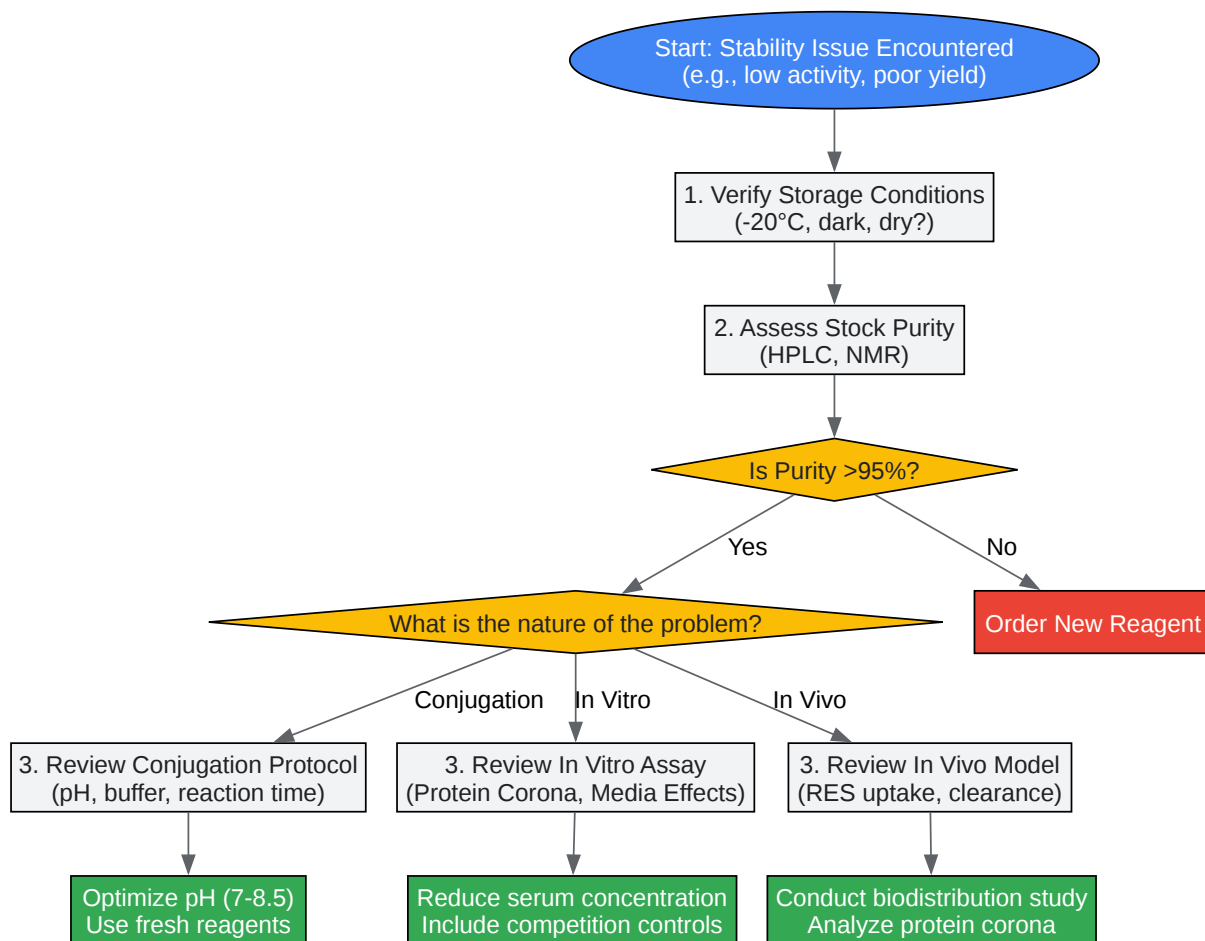 Start: Stability Issue Encountered
(e.g., low activity, poor yield)
1. Verify Storage Conditions
(-20°C, dark, dry?)
2. Assess Stock Purity
(HPLC, NMR)
Is Purity >95%?
Yes
No
What is the nature of the problem?
Order New Reagent
Conjugation
In Vitro
In Vivo
3. Review Conjugation Protocol
(pH, buffer, reaction time)
3. Review In Vitro Assay
(Protein Corona, Media Effects)
3. Review In Vivo Model
(RES uptake, clearance)
Optimize pH (7-8.5)
Use fresh reagents
Reduce serum concentration
Include competition controls
Conduct biodistribution study
Analyze protein corona